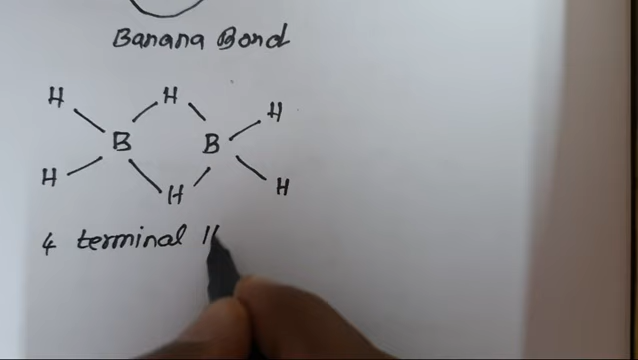 Banana Bond
H H H
B B
H H H
4 terminal H